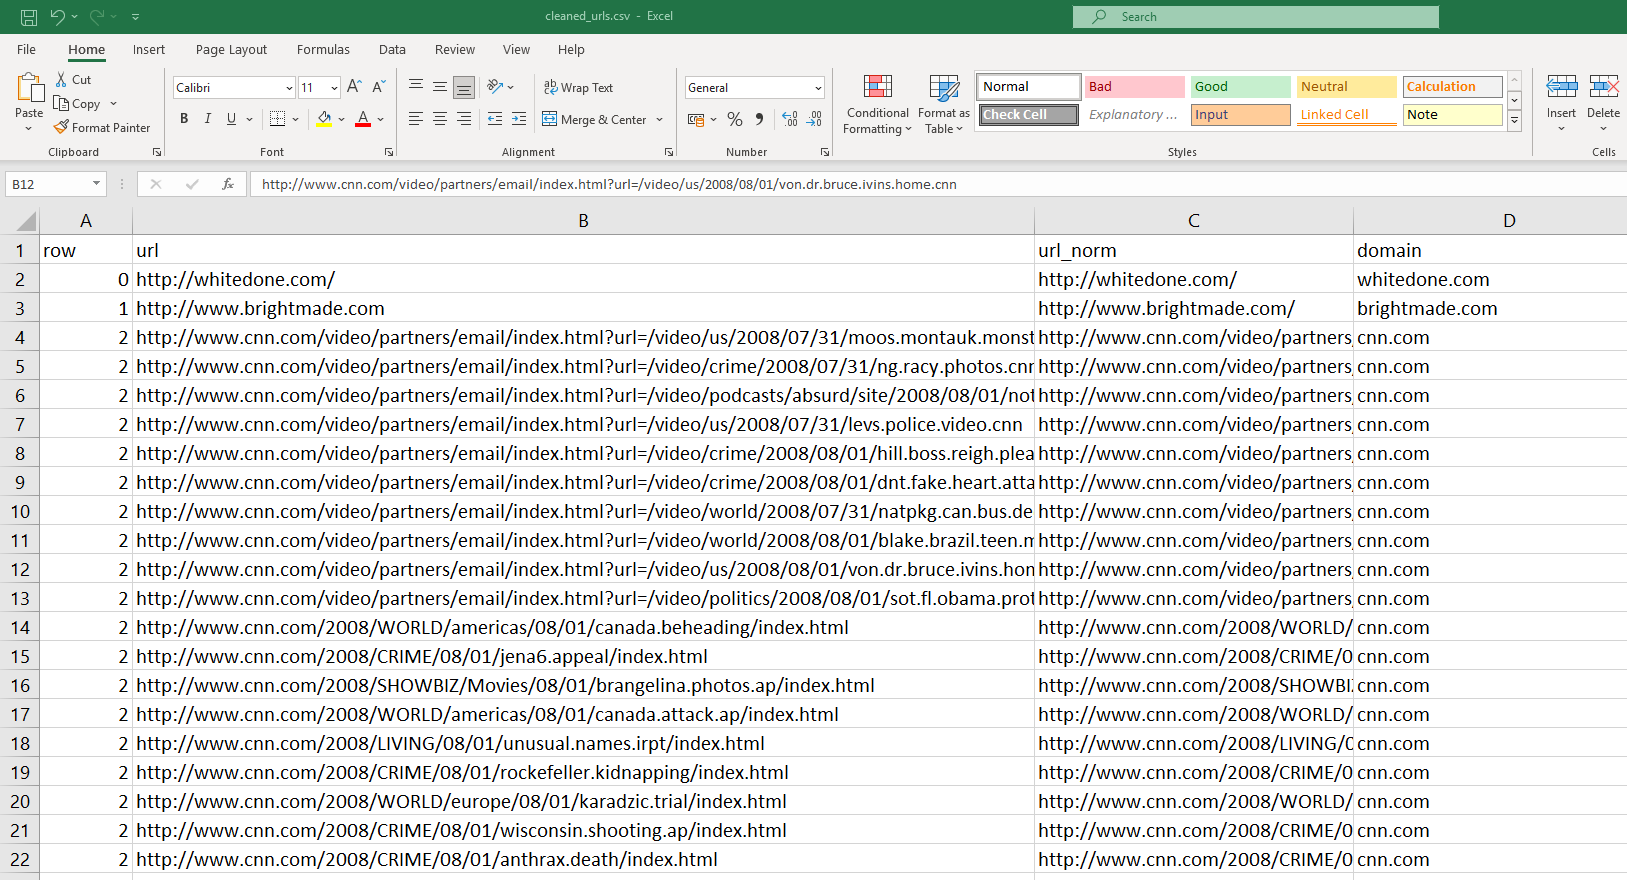 cleaned_urls.csv - Excel
Search
File Home Insert Page Layout Formulas Data Review View Help
Paste
Cut
Copy
Format Painter
Clipboard
Calibri 11
B I U
Font
Wrap Text
Merge & Center
Alignment
General
Number
Conditional Formatting
Format as Table
Normal Bad Good Neutral Calculation
Check Cell Explanatory ... Input Linked Cell Note
Styles
Insert Delete
Cells
B12 fx http://www.cnn.com/video/partners/email/index.html?url=/video/us/2008/08/01/von.dr.bruce.ivins.home.cnn
A B C D
1 row url url_norm domain
2 0 http://whitedone.com/ http://whitedone.com/ whitedone.com
3 1 http://www.brightmade.com http://www.brightmade.com/ brightmade.com
4 2 http://www.cnn.com/video/partners/email/index.html?url=/video/us/2008/07/31/moos.montauk.monst http://www.cnn.com/video/partners, cnn.com
5 2 http://www.cnn.com/video/partners/email/index.html?url=/video/crime/2008/07/31/ng.racy.photos.cnn http://www.cnn.com/video/partners, cnn.com
6 2 http://www.cnn.com/video/partners/email/index.html?url=/video/podcasts/absurd/site/2008/08/01/not http://www.cnn.com/video/partners, cnn.com
7 2 http://www.cnn.com/video/partners/email/index.html?url=/video/us/2008/07/31/levs.police.video.cnn http://www.cnn.com/video/partners, cnn.com
8 2 http://www.cnn.com/video/partners/email/index.html?url=/video/crime/2008/08/01/hill.boss.reigh.plea http://www.cnn.com/video/partners, cnn.com
9 2 http://www.cnn.com/video/partners/email/index.html?url=/video/crime/2008/08/01/dnt.fake.heart.atta http://www.cnn.com/video/partners, cnn.com
10 2 http://www.cnn.com/video/partners/email/index.html?url=/video/world/2008/07/31/natpkg.can.bus.de http://www.cnn.com/video/partners, cnn.com
11 2 http://www.cnn.com/video/partners/email/index.html?url=/video/world/2008/08/01/blake.brazil.teen.m http://www.cnn.com/video/partners, cnn.com
12 2 http://www.cnn.com/video/partners/email/index.html?url=/video/us/2008/08/01/von.dr.bruce.ivins.hom http://www.cnn.com/video/partners, cnn.com
13 2 http://www.cnn.com/video/partners/email/index.html?url=/video/politics/2008/08/01/sot.fl.obama.prot http://www.cnn.com/video/partners, cnn.com
14 2 http://www.cnn.com/2008/WORLD/americas/08/01/canada.beheading/index.html http://www.cnn.com/2008/WORLD/ cnn.com
15 2 http://www.cnn.com/2008/CRIME/08/01/jena6.appeal/index.html http://www.cnn.com/2008/CRIME/0 cnn.com
16 2 http://www.cnn.com/2008/SHOWBIZ/Movies/08/01/brangelina.photos.ap/index.html http://www.cnn.com/2008/SHOWBIZ cnn.com
17 2 http://www.cnn.com/2008/WORLD/americas/08/01/canada.attack.ap/index.html http://www.cnn.com/2008/WORLD/ cnn.com
18 2 http://www.cnn.com/2008/LIVING/08/01/unusual.names.irpt/index.html http://www.cnn.com/2008/LIVING/0 cnn.com
19 2 http://www.cnn.com/2008/CRIME/08/01/rockefeller.kidnapping/index.html http://www.cnn.com/2008/CRIME/0 cnn.com
20 2 http://www.cnn.com/2008/WORLD/europe/08/01/karadzic.trial/index.html http://www.cnn.com/2008/WORLD/ cnn.com
21 2 http://www.cnn.com/2008/CRIME/08/01/wisconsin.shooting.ap/index.html http://www.cnn.com/2008/CRIME/0 cnn.com
22 2 http://www.cnn.com/2008/CRIME/08/01/anthrax.death/index.html http://www.cnn.com/2008/CRIME/0 cnn.com